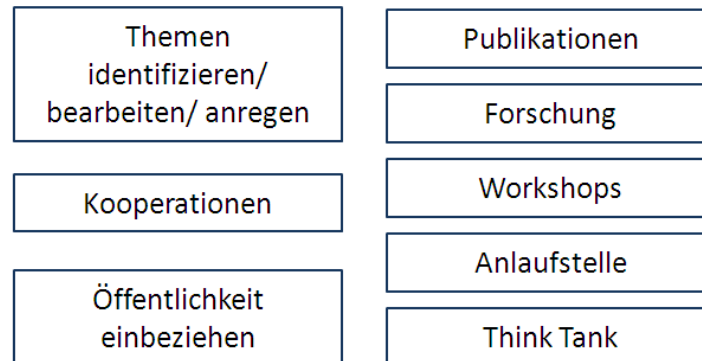 Themen
identifizieren/
bearbeiten/ anregen
Kooperationen
Öffentlichkeit
einbeziehen
Publikationen
Forschung
Workshops
Anlaufstelle
Think Tank